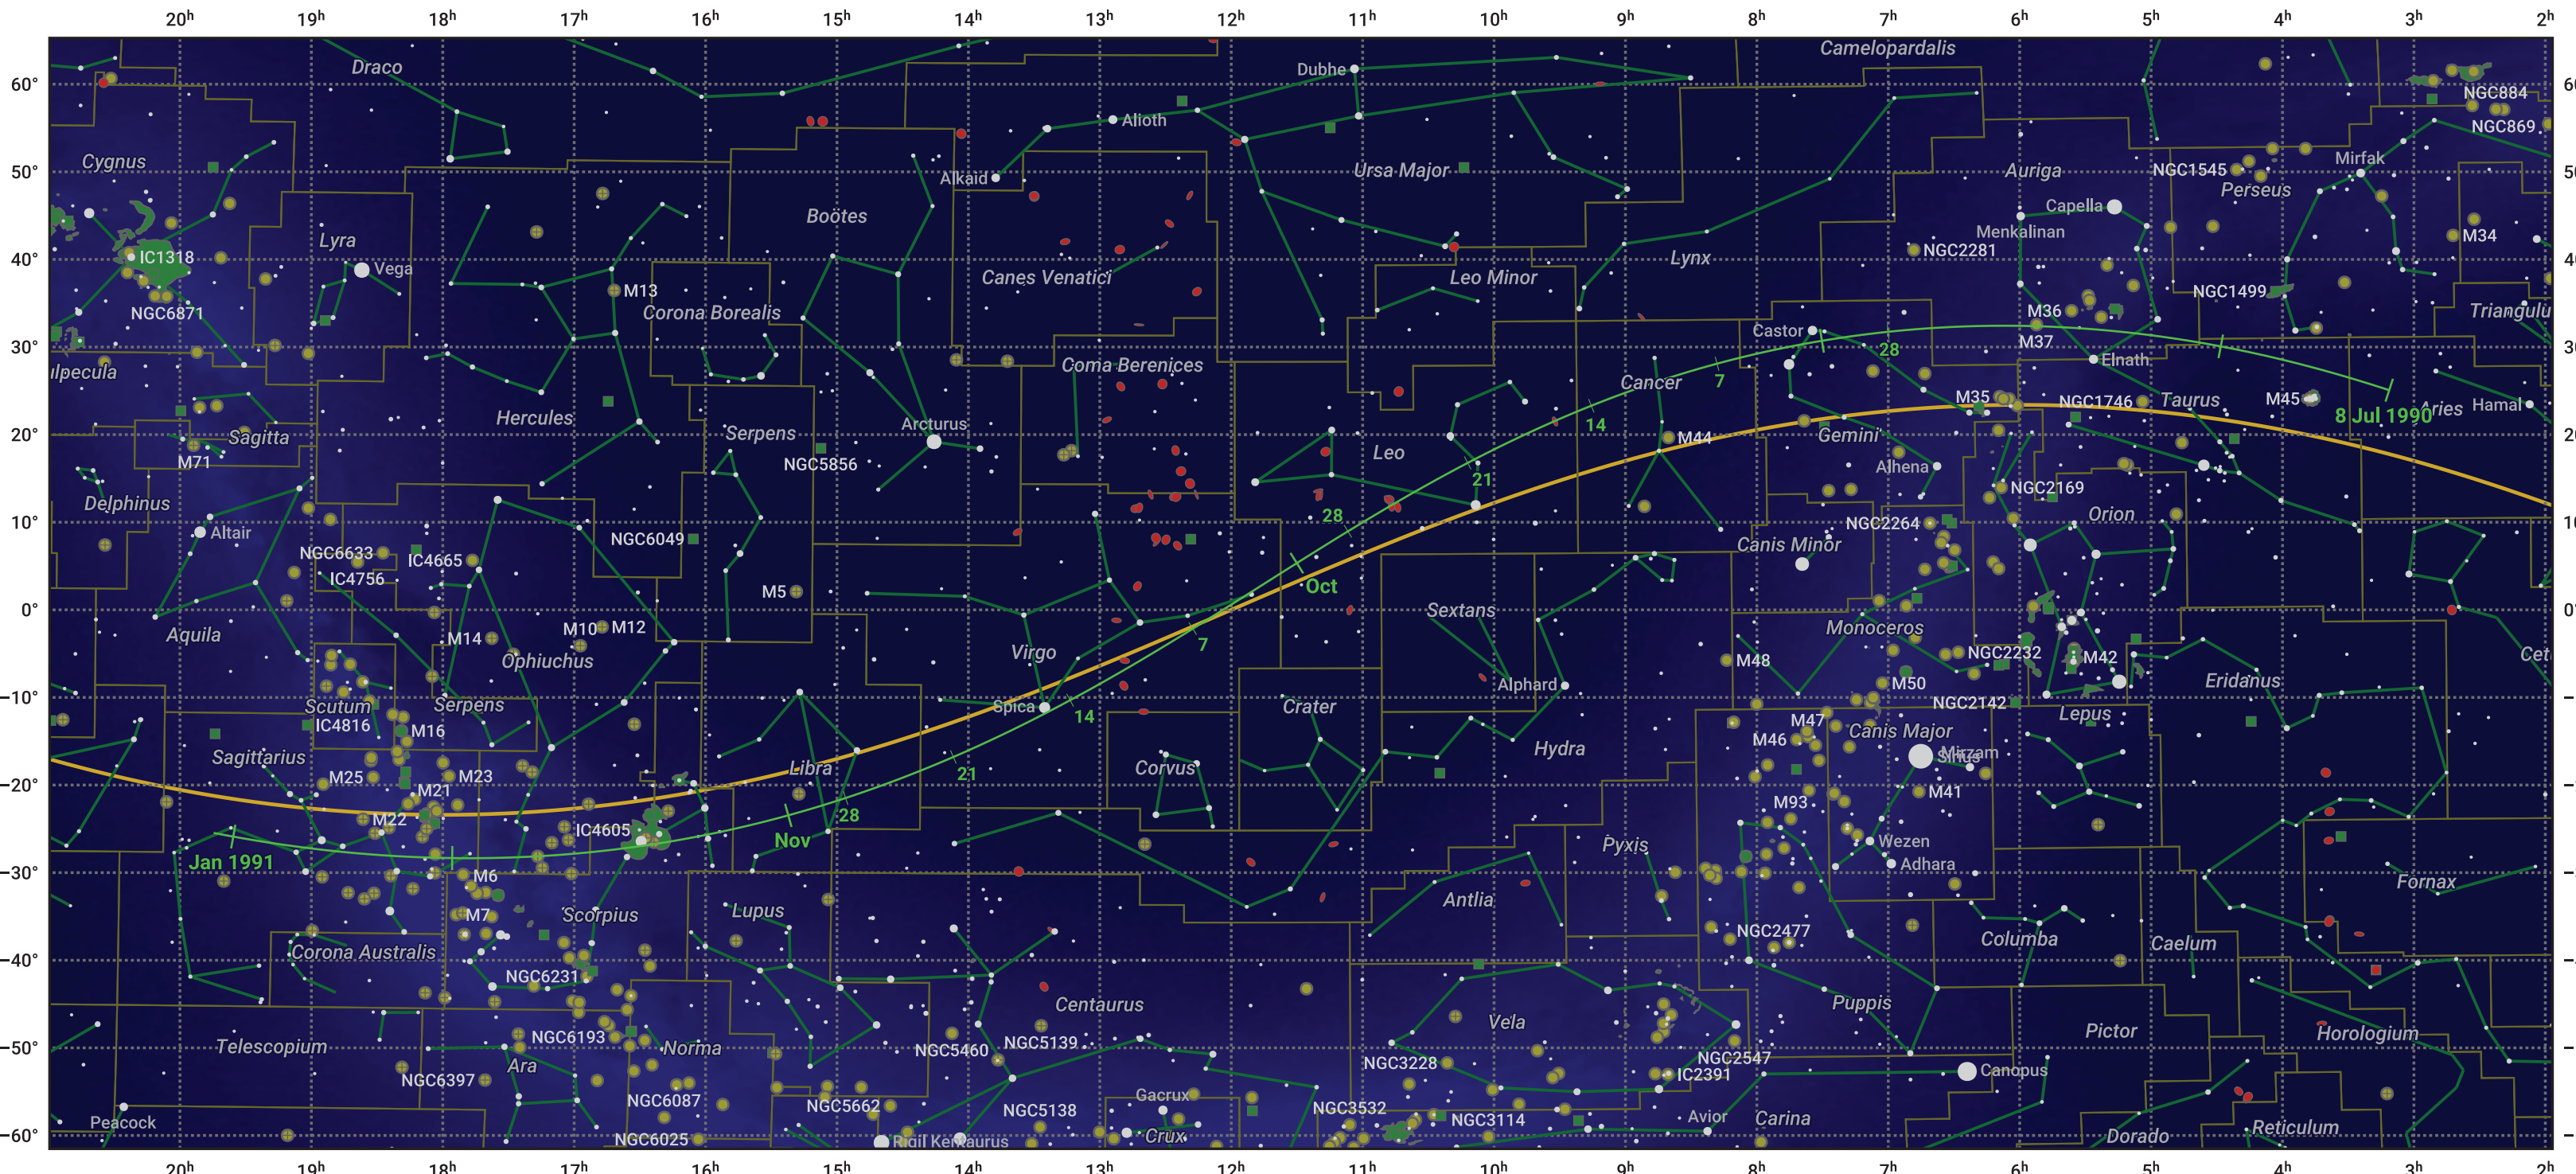 20h 19h 18h 17h 16h 15h 14h 13h 12h 11h 10h 9h 8h 7h 6h 5h 4h 3h 2h
Draco
Dubhe
Camelopardalis
60°
NGC884
Alioth
NGC869
Cygnus
Mirfak
50°
Alkaid
Ursa Major
NGC1545
Auriga
Perseus
Boötes
Capella
Lyra
Menkalinan
M34
40°
IC1318
Vega
Canes Venatici
Leo Minor
Lynx
NGC2281
M13
NGC1499
NGC6871
Corona Borealis
M36
Triangulu
Castor
30°
28
M37
Elnath
ulpecula
Coma Berenices
7
Cancer
M35
NGC1746
Taurus
M45
8 Jul 1990
Aries
Hamal
Hercules
14
Arcturus
20°
Sagitta
Serpens
M44
Gemini
M71
NGC5856
Leo
Alhena
21
NGC2169
Delphinus
10°
28
Orion
NGC2264
Altair
NGC6049
Canis Minor
NGC6633
IC4665
IC4756
Oct
M5
0°
Sextans
Aquila
M14
M10
M12
7
Monoceros
Virgo
Ophiuchus
M48
NGC2232
M42
Cet
Alphard
M50
Eridanus
−10°
Scutum
Serpens
Spica
14
Crater
NGC2142
Lepus
IC4816
M16
M47
Canis Major
M46
Hydra
Sagittarius
Libra
21
Corvus
Mirzam
Sirius
M25
M23
−20°
M21
M41
M93
28
M22
IC4605
Nov
Wezen
Pyxis
Jan 1991
Adhara
−30°
M6
Fornax
Antlia
M7
Scorpius
Lupus
NGC2477
Columba
Caelum
Corona Australis
−40°
NGC6231
Centaurus
Puppis
Vela
Pictor
Horologium
NGC6193
Telescopium
Norma
NGC5460
NGC5139
−50°
NGC3228
NGC2547
Ara
IC2391
Canopus
NGC6397
NGC6087
NGC5662
NGC5138
Gacrux
NGC3532
NGC3114
Avior
Carina
Peacock
−60°
NGC6025
Rigil Kentaurus
Crux
Dorado
Reticulum
20h 19h 18h 17h 16h 15h 14h 13h 12h 11h 10h 9h 8h 7h 6h 5h 4h 3h 2h